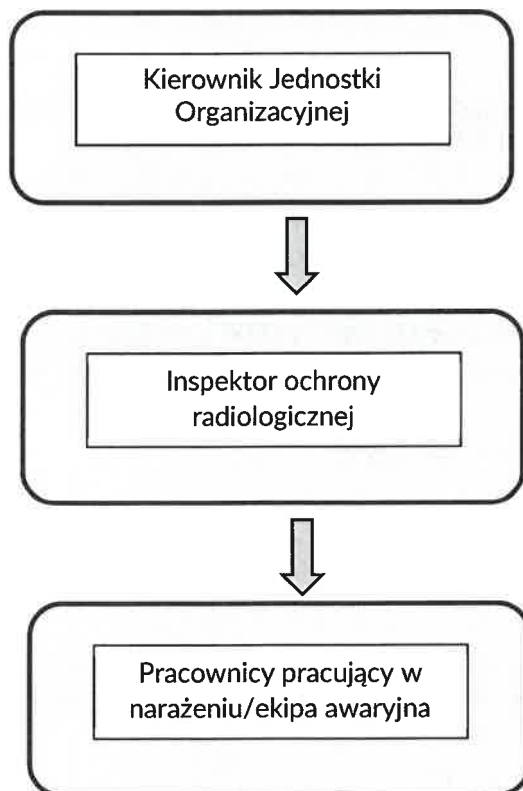 Kierownik Jednostki
Organizacyjnej
Inspektor ochrony
radiologicznej
Pracownicy pracujący w
narażeniu/ekipa awaryjna